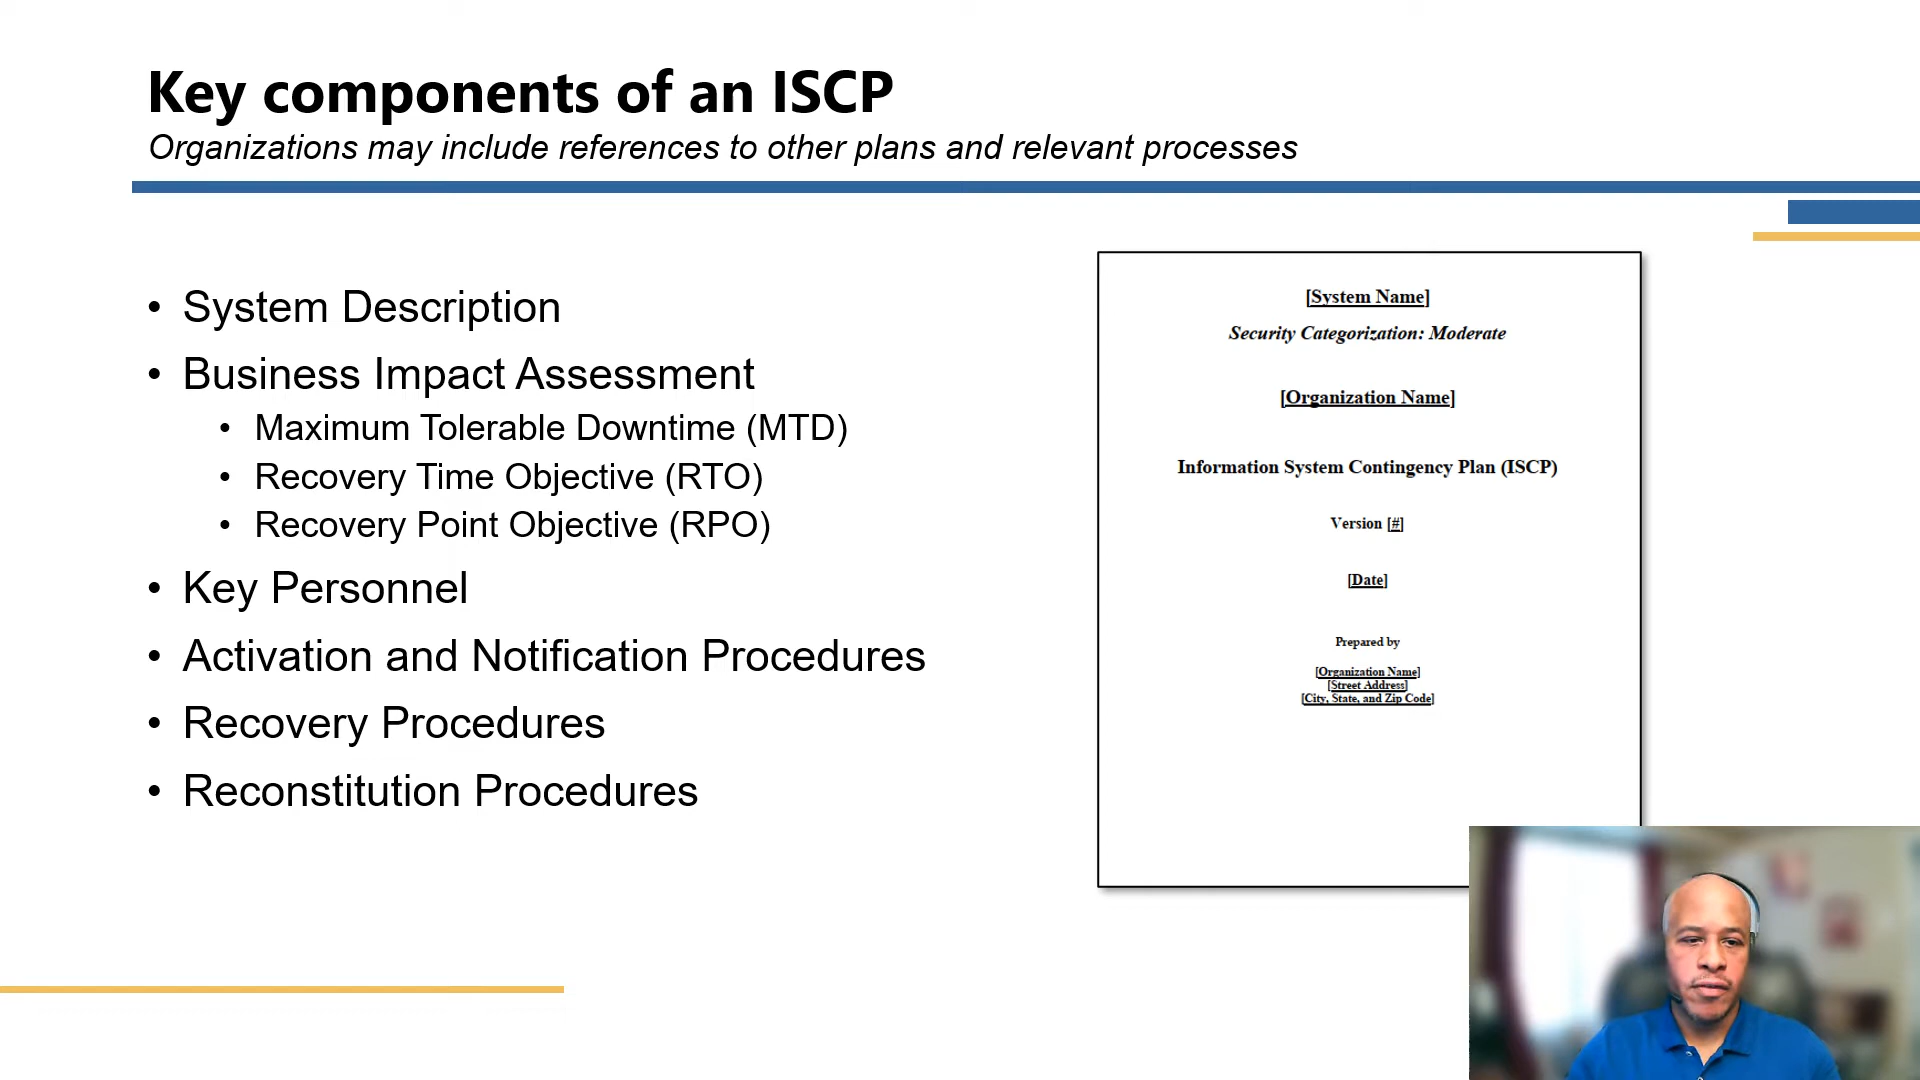 Key components of an ISCP
Organizations may include references to other plans and relevant processes
• System Description
• Business Impact Assessment
• Maximum Tolerable Downtime (MTD)
• Recovery Time Objective (RTO)
• Recovery Point Objective (RPO)
• Key Personnel
• Activation and Notification Procedures
• Recovery Procedures
• Reconstitution Procedures
[System Name]
Security Categorization: Moderate
[Organization Name]
Information System Contingency Plan (ISCP)
Version [#]
[Date]
Prepared by
[Organization Name]
[Street Address]
[City, State, and Zip Code]